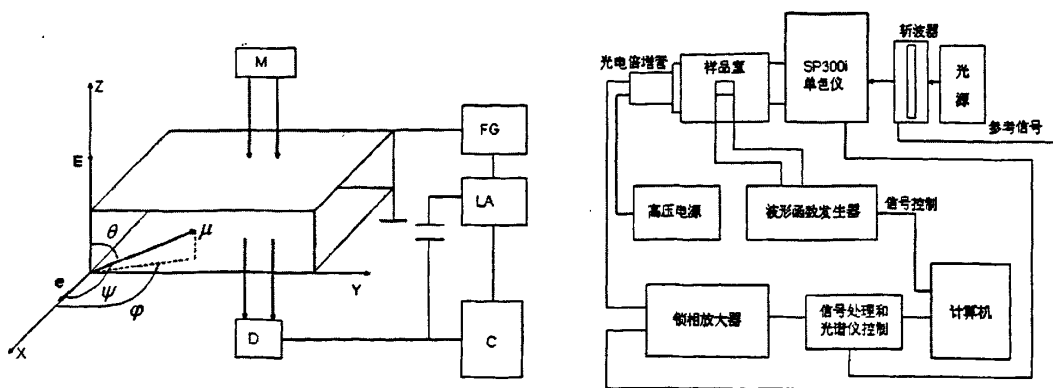 M
Z
E
FG
LA
θ
μ
e
ψ
φ
Y
X
D
C
光电倍增管
样品室
SP300i
单色仪
斩波器
光
源
参考信号
高压电源
波形函数发生器
信号控制
锁相放大器
信号处理和
光谱仪控制
计算机